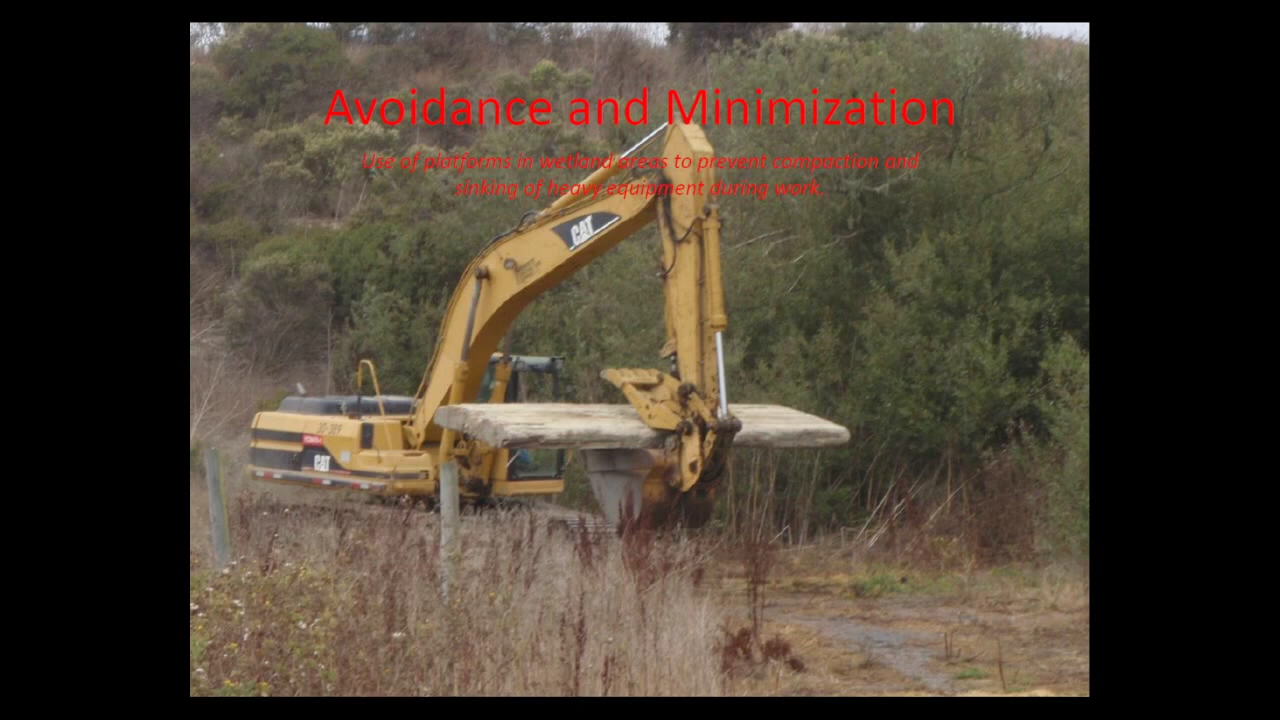 Avoidance and Minimization
Use of platforms in wetland areas to prevent compaction and
sinking of heavy equipment during work.
CAT
CAT